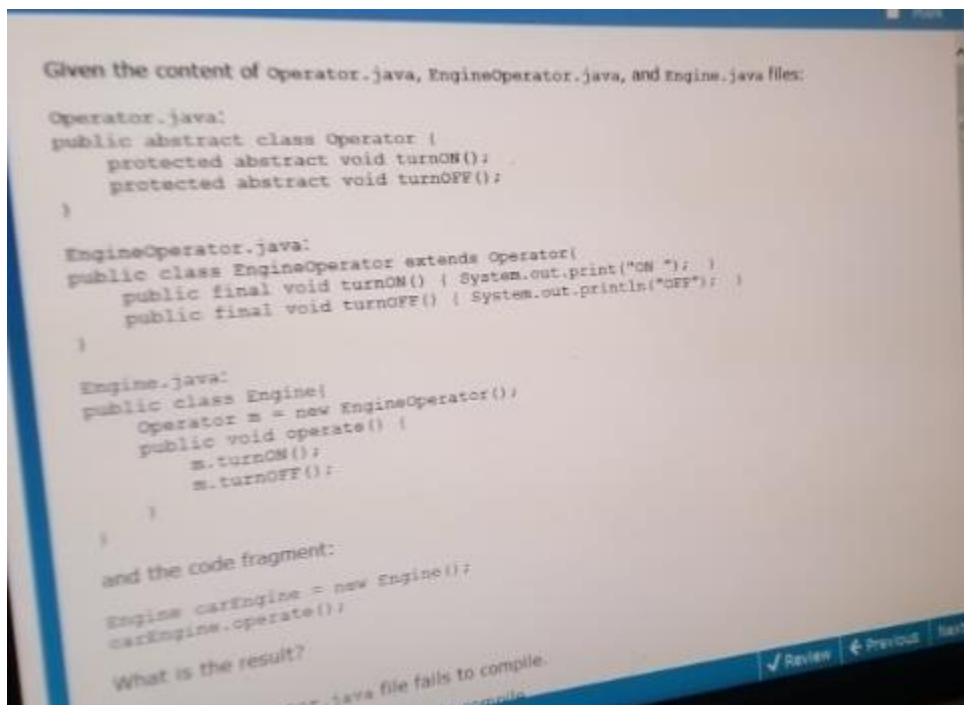 Given the content of Operator.java, EngineOperator.java, and Engine.java files:
Operator.java:
public abstract class Operator {
protected abstract void turnON();
protected abstract void turnOFF();
}
EngineOperator.java:
public class EngineOperator extends Operator{
public final void turnON() { System.out.print("ON "); }
public final void turnOFF() { System.out.println("OFF"); }
}
Engine.java:
public class Engine{
Operator m = new EngineOperator();
public void operate() {
m.turnON();
m.turnOFF();
}
}
and the code fragment:
Engine carEngine = new Engine();
carEngine.operate();
What is the result?
.java file fails to compile.
compile
Review Previous Next